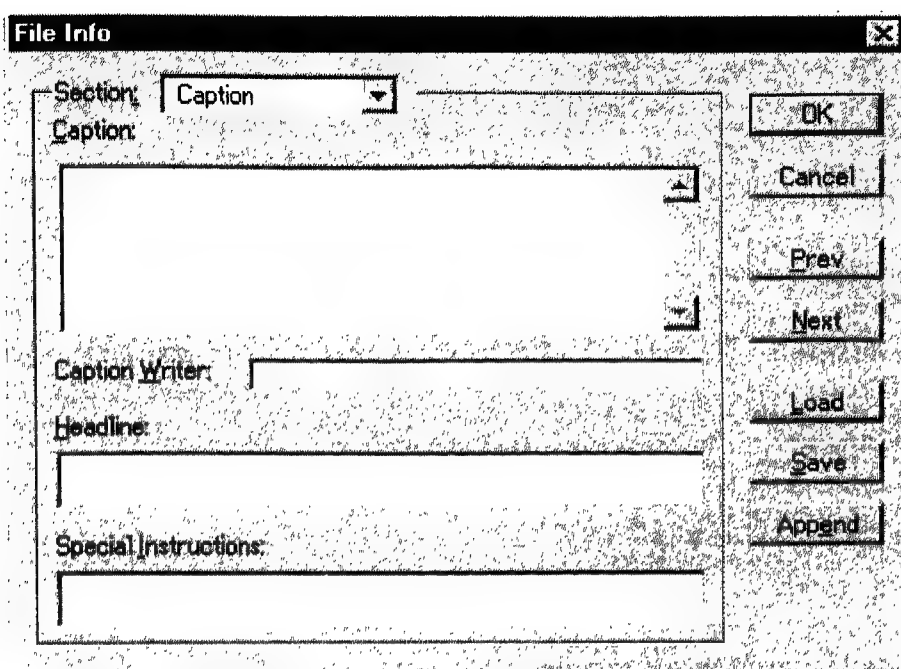 File Info
Section: Caption
Caption:
Caption Writer:
Headline:
Special Instructions:
OK
Cancel
Prev
Next
Load
Save
Append